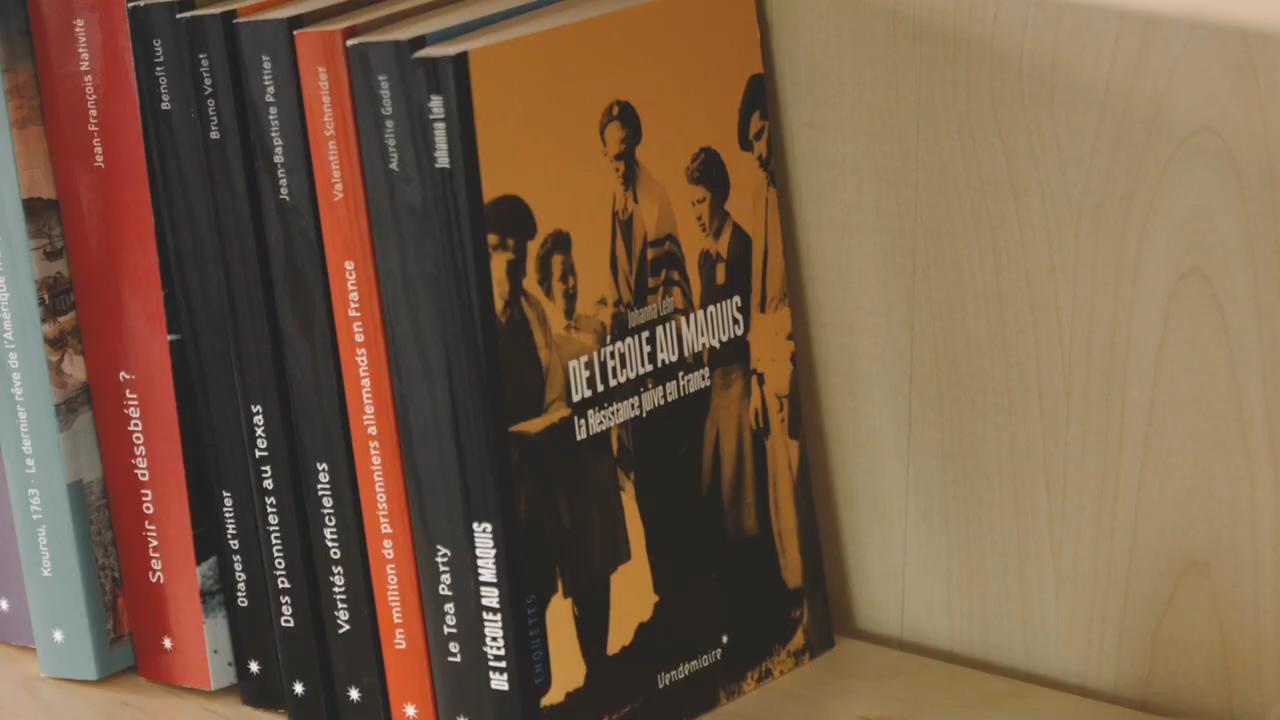 Kourou, 1763 · Le dernier rêve de l'Amérique
Jean-François Nativité
Servir ou désobéir ?
Benoît Luc
Otages d'Hitler
Bruno Verlet
Des pionniers au Texas
Jean-Baptiste Pattier
Vérités officielles
Valentin Schneider
Un million de prisonniers allemands en France
Aurélie Godet
Le Tea Party
Johanna Lehr
DE L'ÉCOLE AU MAQUIS
Johanna Lehr
DE L'ÉCOLE AU MAQUIS
La Résistance juive en France
ENQUÊTES
Vendémiaire